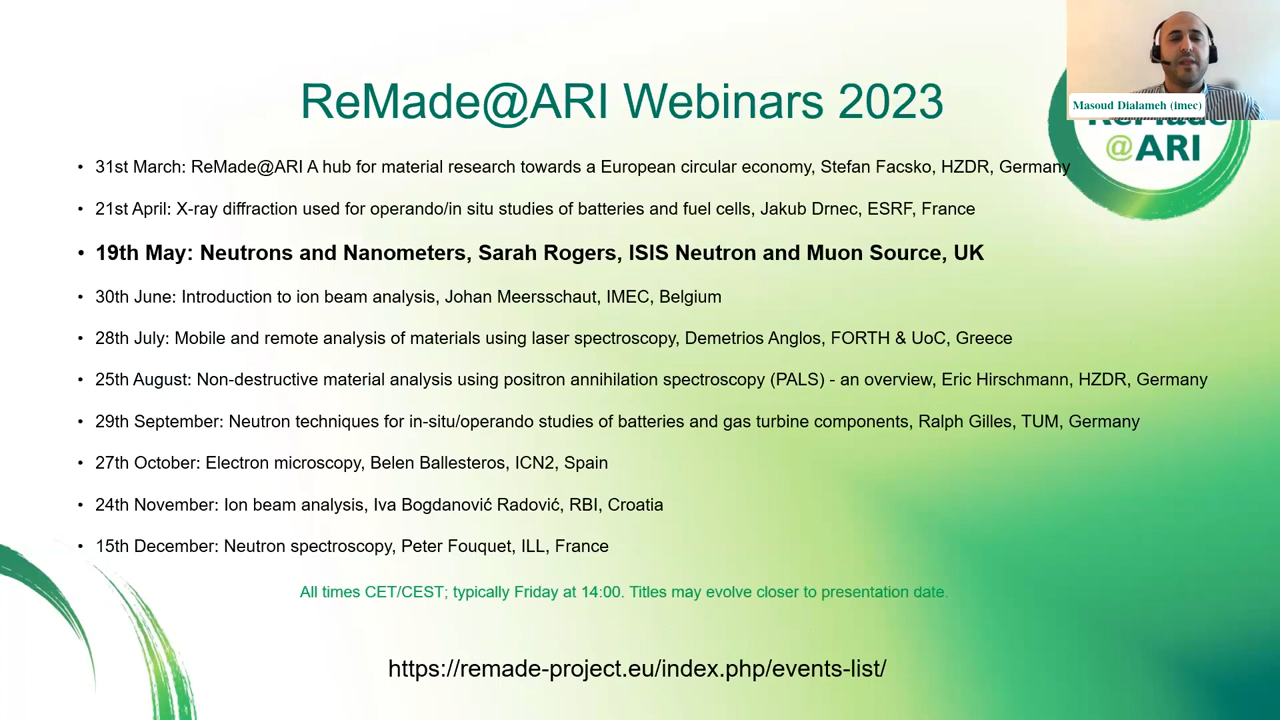 Masoud Dialameh (imec)
ReMade@ARI Webinars 2023
ReMade
@ARI
• 31st March: ReMade@ARI A hub for material research towards a European circular economy, Stefan Facsko, HZDR, Germany
• 21st April: X-ray diffraction used for operando/in situ studies of batteries and fuel cells, Jakub Drnec, ESRF, France
• 19th May: Neutrons and Nanometers, Sarah Rogers, ISIS Neutron and Muon Source, UK
• 30th June: Introduction to ion beam analysis, Johan Meersschaut, IMEC, Belgium
• 28th July: Mobile and remote analysis of materials using laser spectroscopy, Demetrios Anglos, FORTH & UoC, Greece
• 25th August: Non-destructive material analysis using positron annihilation spectroscopy (PALS) - an overview, Eric Hirschmann, HZDR, Germany
• 29th September: Neutron techniques for in-situ/operando studies of batteries and gas turbine components, Ralph Gilles, TUM, Germany
• 27th October: Electron microscopy, Belen Ballesteros, ICN2, Spain
• 24th November: Ion beam analysis, Iva Bogdanović Radović, RBI, Croatia
• 15th December: Neutron spectroscopy, Peter Fouquet, ILL, France
All times CET/CEST; typically Friday at 14:00. Titles may evolve closer to presentation date.
https://remade-project.eu/index.php/events-list/